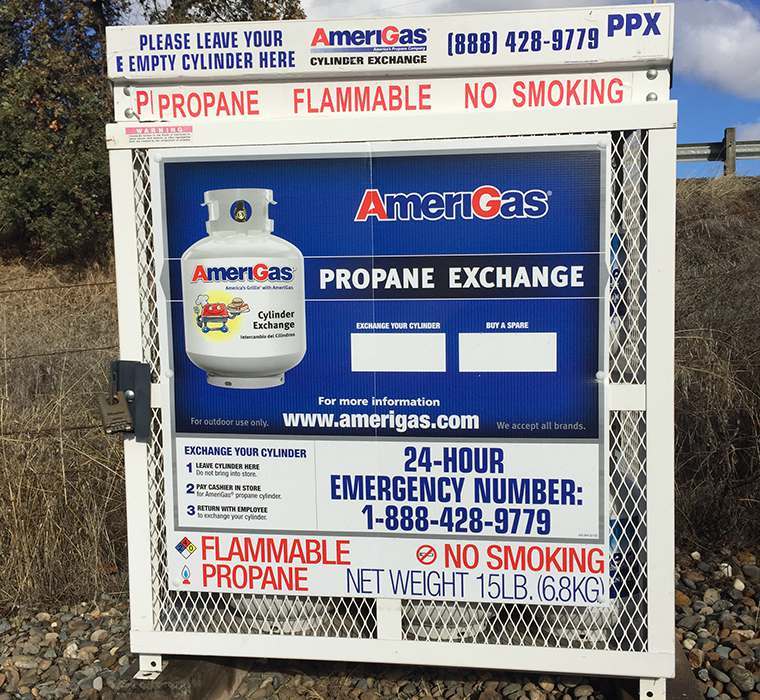 PLEASE LEAVE YOUR
E EMPTY CYLINDER HERE
AmeriGas
America's Propane Company
CYLINDER EXCHANGE
(888) 428-9779
PPX
P PROPANE FLAMMABLE NO SMOKING
WARNING
AmeriGas
AmeriGas
America's Grillin' with AmeriGas
Cylinder
Exchange
Intercambio del Cilindros
PROPANE EXCHANGE
EXCHANGE YOUR CYLINDER
BUY A SPARE
For more information
www.amerigas.com
For outdoor use only.
We accept all brands.
EXCHANGE YOUR CYLINDER
1 LEAVE CYLINDER HERE
Do not bring into store.
2 PAY CASHIER IN STORE
for AmeriGas® propane cylinder.
3 RETURN WITH EMPLOYEE
to exchange your cylinder.
24-HOUR
EMERGENCY NUMBER:
1-888-428-9779
FLAMMABLE
PROPANE
NO SMOKING
NET WEIGHT 15LB. (6.8KG)